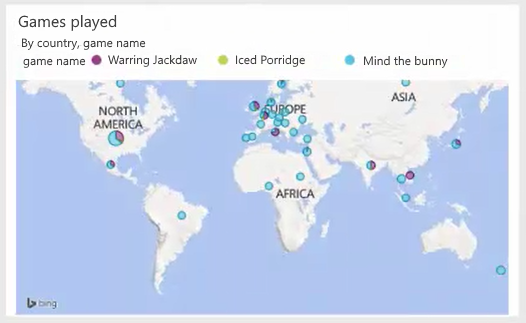 Games played
By country, game name
game name Warring Jackdaw Iced Porridge Mind the bunny
NORTH
AMERICA
EUROPE
ASIA
AFRICA
bing